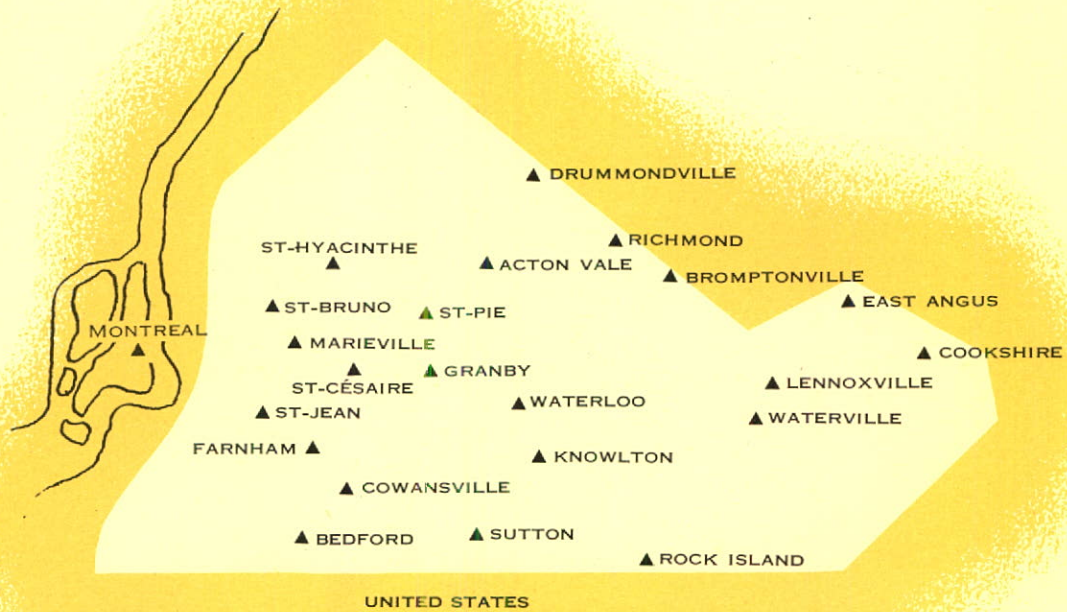 DRUMMONDVILLE
RICHMOND
ST-HYACINTHE
ACTON VALE
BROMPTONVILLE
EAST ANGUS
ST-BRUNO
ST-PIE
MONTREAL
MARIEVILLE
COOKSHIRE
GRANBY
ST-CÉSAIRE
LENNOXVILLE
WATERLOO
ST-JEAN
WATERVILLE
FARNHAM
KNOWLTON
COWANSVILLE
SUTTON
BEDFORD
ROCK ISLAND
UNITED STATES